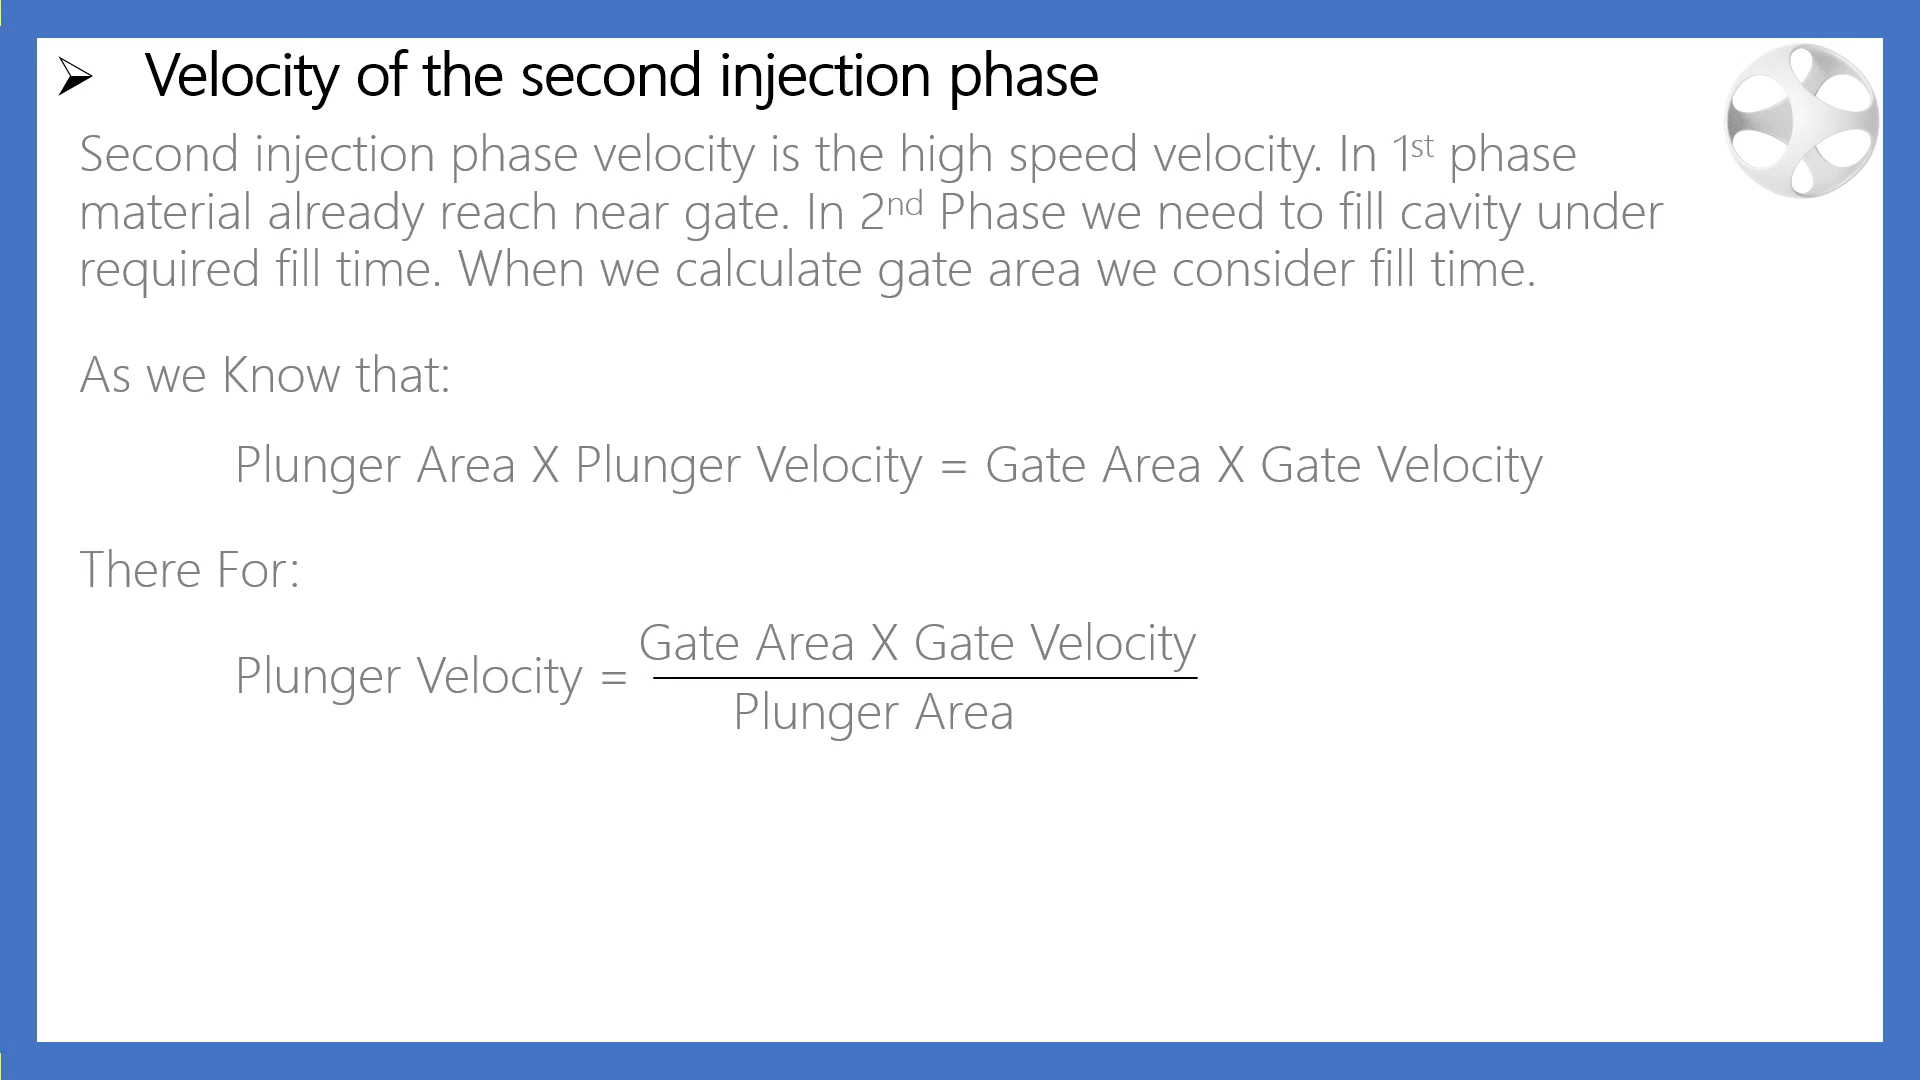 ➢ Velocity of the second injection phase
Second injection phase velocity is the high speed velocity. In 1st phase
material already reach near gate. In 2nd Phase we need to fill cavity under
required fill time. When we calculate gate area we consider fill time.
As we Know that:
Plunger Area X Plunger Velocity = Gate Area X Gate Velocity
There For:
Gate Area X Gate Velocity
Plunger Velocity =
Plunger Area